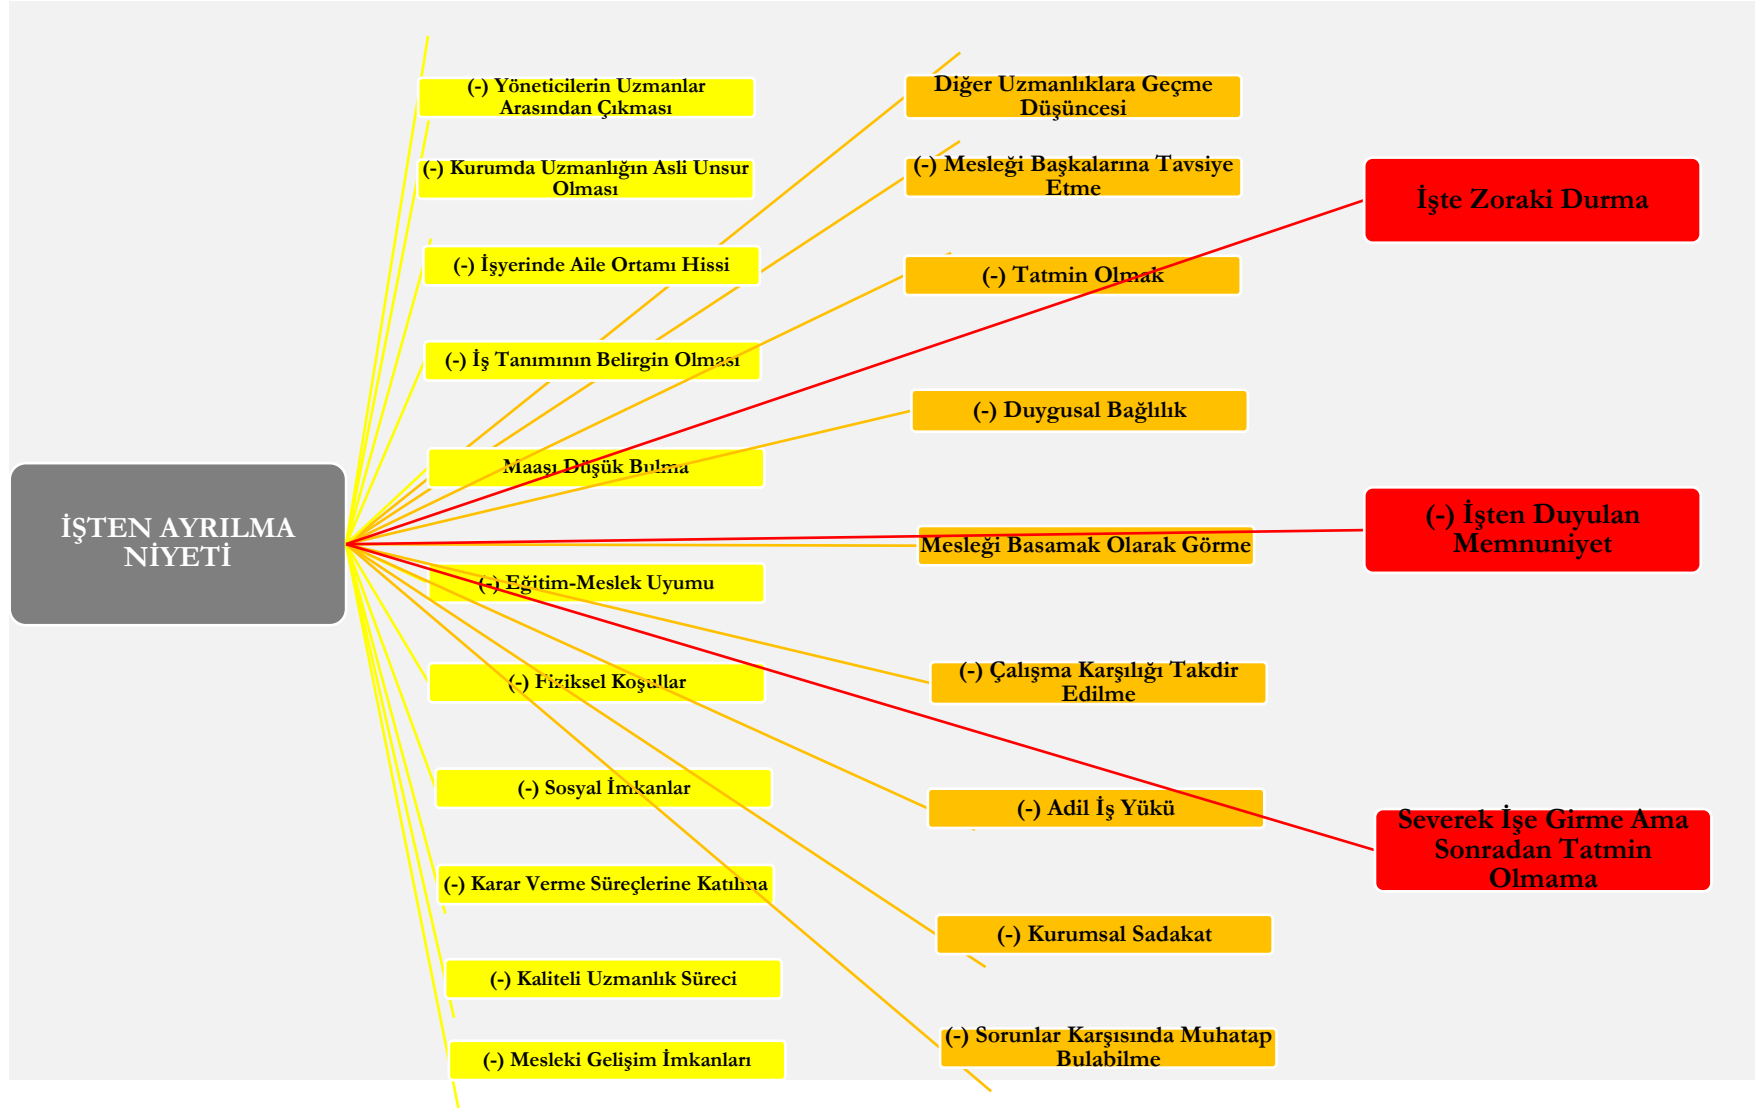 İŞTEN AYRILMA
NİYETİ
(-) Yöneticilerin Uzmanlar
Arasından Çıkması
(-) Kurumda Uzmanlığın Asli Unsur
Olması
(-) İşyerinde Aile Ortamı Hissi
(-) İş Tanımının Belirgin Olması
Maaşı Düşük Bulma
(-) Eğitim-Meslek Uyumu
(-) Fiziksel Koşullar
(-) Sosyal İmkanlar
(-) Karar Verme Süreçlerine Katılma
(-) Kaliteli Uzmanlık Süreci
(-) Mesleki Gelişim İmkanları
Diğer Uzmanlıklara Geçme
Düşüncesi
(-) Mesleği Başkalarına Tavsiye
Etme
(-) Tatmin Olmak
(-) Duygusal Bağlılık
Mesleği Basamak Olarak Görme
(-) Çalışma Karşılığı Takdir
Edilme
(-) Adil İş Yükü
(-) Kurumsal Sadakat
(-) Sorunlar Karşısında Muhatap
Bulabilme
İşte Zoraki Durma
(-) İşten Duyulan
Memnuniyet
Severek İşe Girme Ama
Sonradan Tatmin
Olmama